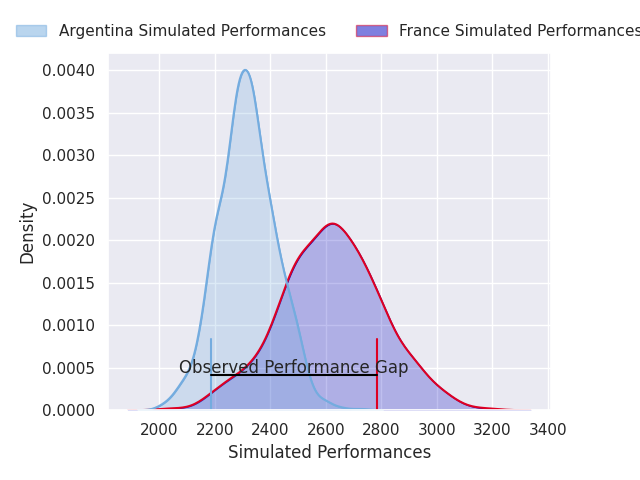 Argentina Simulated Performances France Simulated Performances
0.0040
0.0035
0.0030
0.0025
0.0020
0.0015
0.0010
0.0005
0.0000
Density
Observed Performance Gap
2000 2200 2400 2600 2800 3000 3200 3400
Simulated Performances